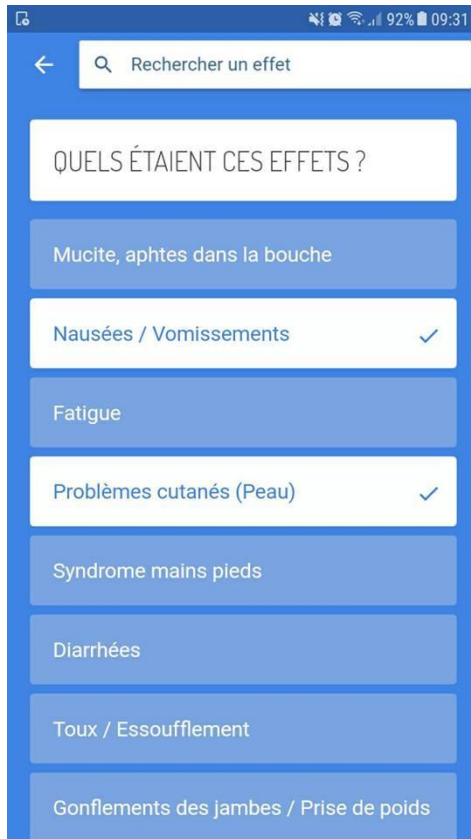 92% 09:31
Rechercher un effet
QUELS ÉTAIENT CES EFFETS ?
Mucite, aphtes dans la bouche
Nausées / Vomissements
Fatigue
Problèmes cutanés (Peau)
Syndrome mains pieds
Diarrhées
Toux / Essoufflement
Gonflements des jambes / Prise de poids